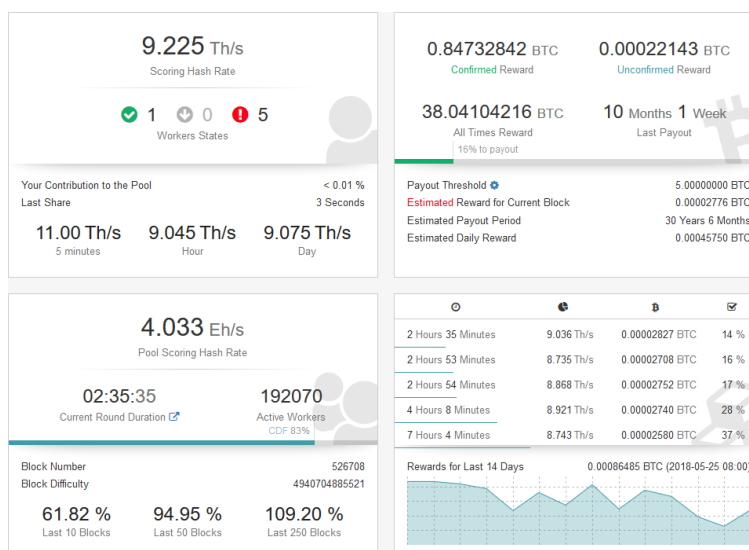 9.225 Th/s
Scoring Hash Rate
1 0 5
Workers States
Your Contribution to the Pool < 0.01 %
Last Share 3 Seconds
11.00 Th/s 9.045 Th/s 9.075 Th/s
5 minutes Hour Day
0.84732842 BTC 0.00022143 BTC
Confirmed Reward Unconfirmed Reward
38.04104216 BTC 10 Months 1 Week
All Times Reward Last Payout
16% to payout
Payout Threshold 5.00000000 BTC
Estimated Reward for Current Block 0.00002776 BTC
Estimated Payout Period 30 Years 6 Months
Estimated Daily Reward 0.00045750 BTC
4.033 Eh/s
Pool Scoring Hash Rate
02:35:35 192070
Current Round Duration Active Workers
CDF 83%
Block Number 526708
Block Difficulty 4940704885521
61.82 % 94.95 % 109.20 %
Last 10 Blocks Last 50 Blocks Last 250 Blocks
2 Hours 35 Minutes 9.036 Th/s 0.00002827 BTC 14 %
2 Hours 53 Minutes 8.735 Th/s 0.00002708 BTC 16 %
2 Hours 54 Minutes 8.868 Th/s 0.00002752 BTC 17 %
4 Hours 8 Minutes 8.921 Th/s 0.00002740 BTC 28 %
7 Hours 4 Minutes 8.743 Th/s 0.00002580 BTC 37 %
Rewards for Last 14 Days 0.00086485 BTC (2018-05-25 08:00)